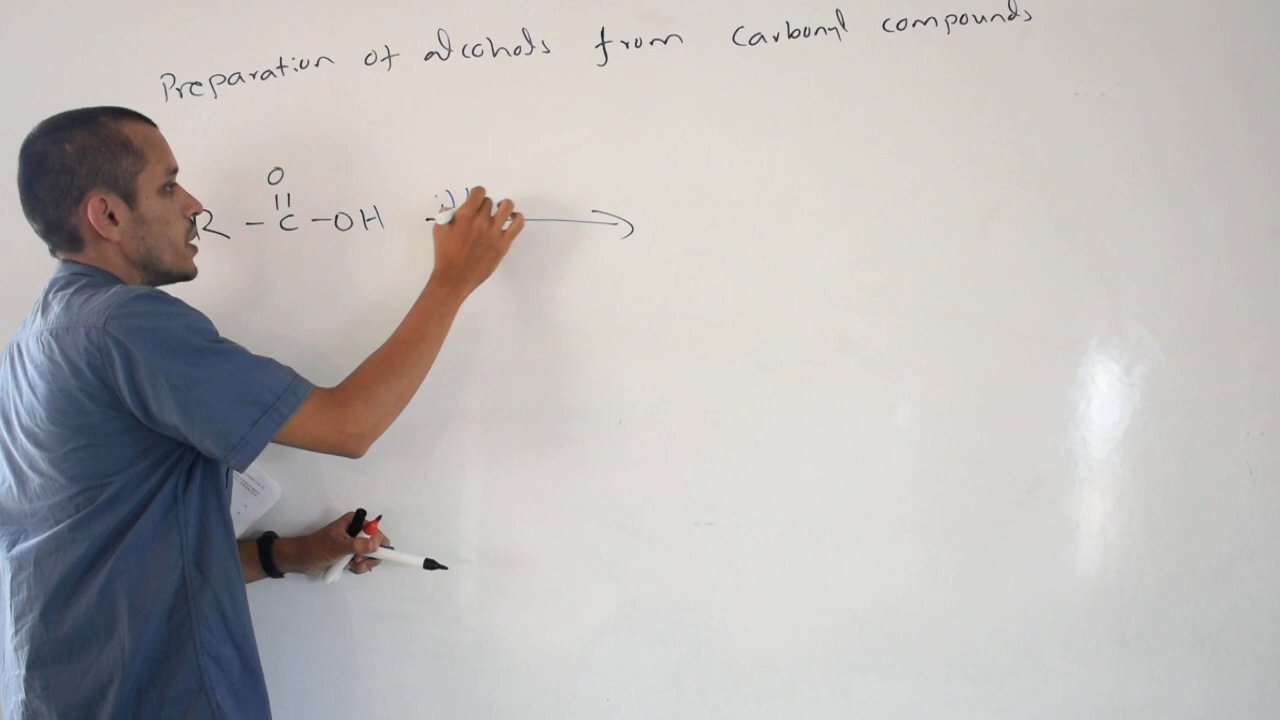 Preparation of alcohols from carbonyl compounds
O
||
R - C - OH
i)